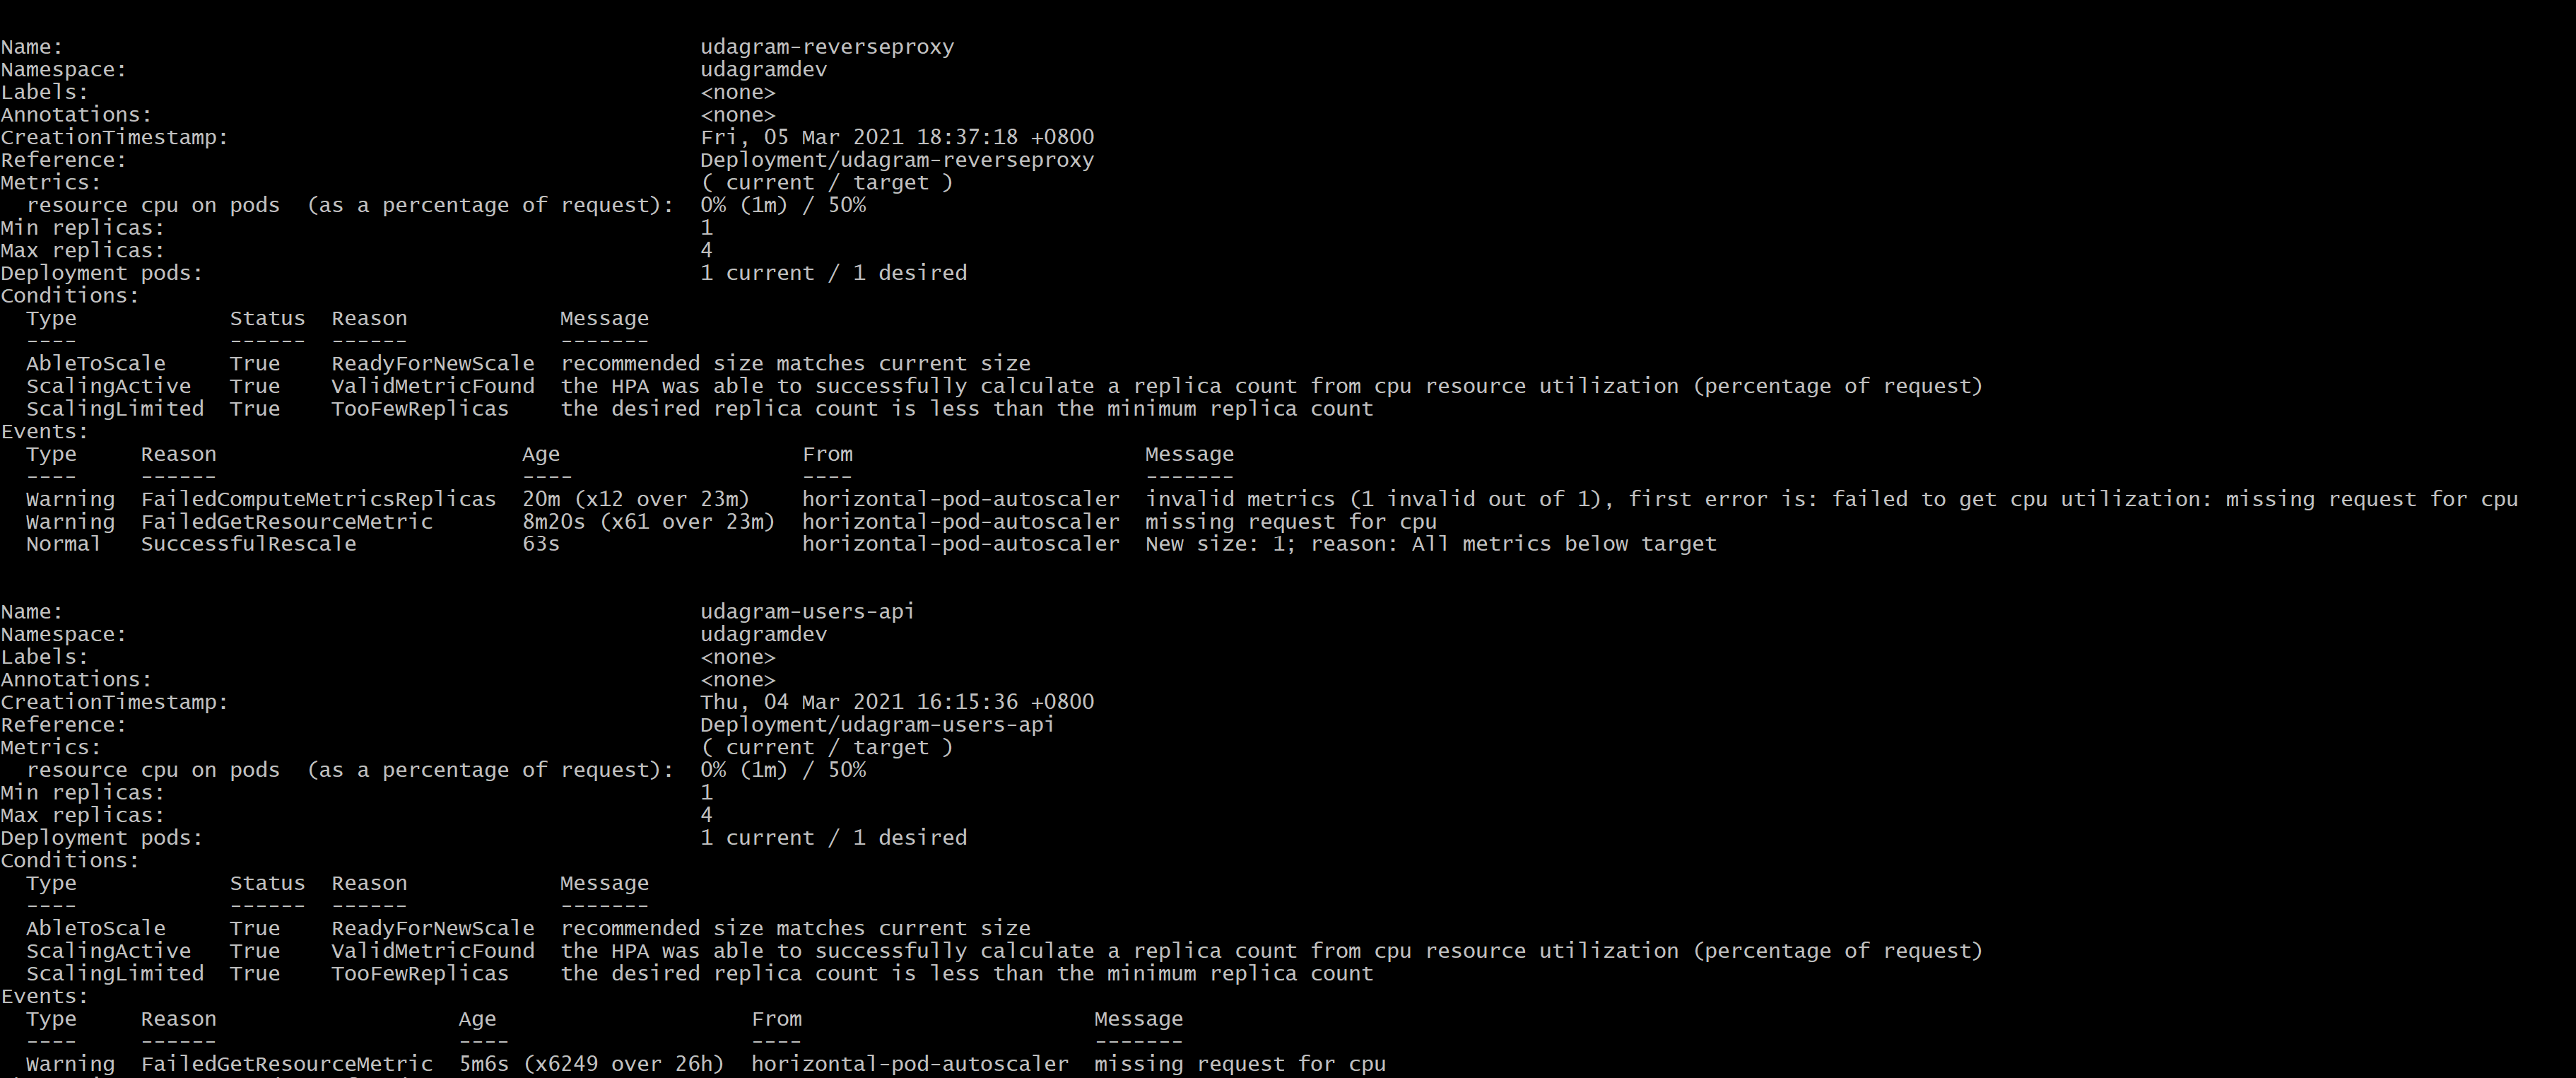 Name:                                                  udagram-reverseproxy
Namespace:                                             udagramdev
Labels:                                                <none>
Annotations:                                           <none>
CreationTimestamp:                                     Fri, 05 Mar 2021 18:37:18 +0800
Reference:                                             Deployment/udagram-reverseproxy
Metrics:                                               ( current / target )
  resource cpu on pods  (as a percentage of request):  0% (1m) / 50%
Min replicas:                                          1
Max replicas:                                          4
Deployment pods:                                       1 current / 1 desired
Conditions:
  Type            Status  Reason            Message
  ----            ------  ------            -------
  AbleToScale     True    ReadyForNewScale  recommended size matches current size
  ScalingActive   True    ValidMetricFound  the HPA was able to successfully calculate a replica count from cpu resource utilization (percentage of request)
  ScalingLimited  True    TooFewReplicas    the desired replica count is less than the minimum replica count
Events:
  Type     Reason                        Age                   From                       Message
  ----     ------                        ----                  ----                       -------
  Warning  FailedComputeMetricsReplicas  20m (x12 over 23m)    horizontal-pod-autoscaler  invalid metrics (1 invalid out of 1), first error is: failed to get cpu utilization: missing request for cpu
  Warning  FailedGetResourceMetric       8m20s (x61 over 23m)  horizontal-pod-autoscaler  missing request for cpu
  Normal   SuccessfulRescale             63s                   horizontal-pod-autoscaler  New size: 1; reason: All metrics below target
Name:                                                  udagram-users-api
Namespace:                                             udagramdev
Labels:                                                <none>
Annotations:                                           <none>
CreationTimestamp:                                     Thu, 04 Mar 2021 16:15:36 +0800
Reference:                                             Deployment/udagram-users-api
Metrics:                                               ( current / target )
  resource cpu on pods  (as a percentage of request):  0% (1m) / 50%
Min replicas:                                          1
Max replicas:                                          4
Deployment pods:                                       1 current / 1 desired
Conditions:
  Type            Status  Reason            Message
  ----            ------  ------            -------
  AbleToScale     True    ReadyForNewScale  recommended size matches current size
  ScalingActive   True    ValidMetricFound  the HPA was able to successfully calculate a replica count from cpu resource utilization (percentage of request)
  ScalingLimited  True    TooFewReplicas    the desired replica count is less than the minimum replica count
Events:
  Type     Reason                   Age                    From                       Message
  ----     ------                   ----                   ----                       -------
  Warning  FailedGetResourceMetric  5m6s (x6249 over 26h)  horizontal-pod-autoscaler  missing request for cpu